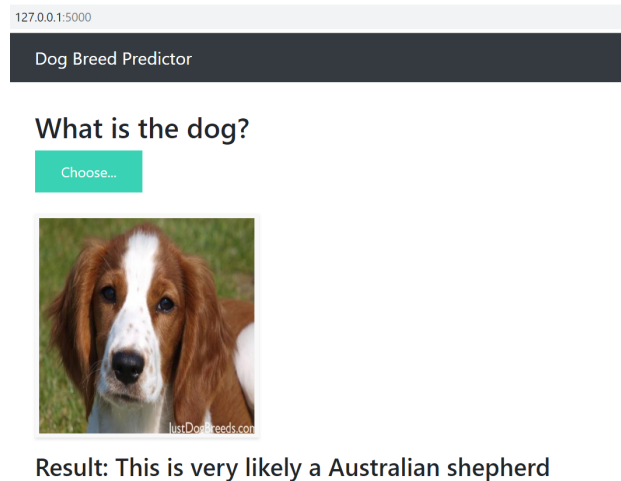 127.0.0.1:5000
Dog Breed Predictor
What is the dog?
Choose...
JustDogBreeds.com
Result: This is very likely a Australian shepherd